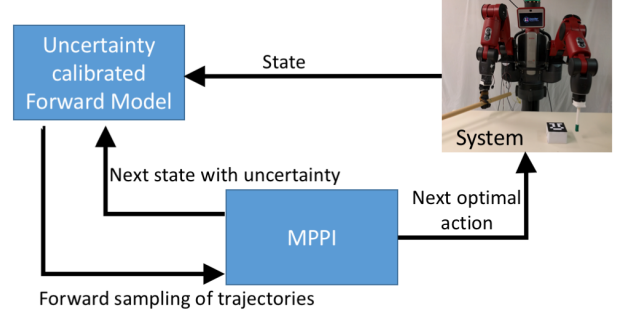 Uncertainty
calibrated
Forward Model
State
System
Next state with uncertainty
Next optimal
action
MPPI
Forward sampling of trajectories